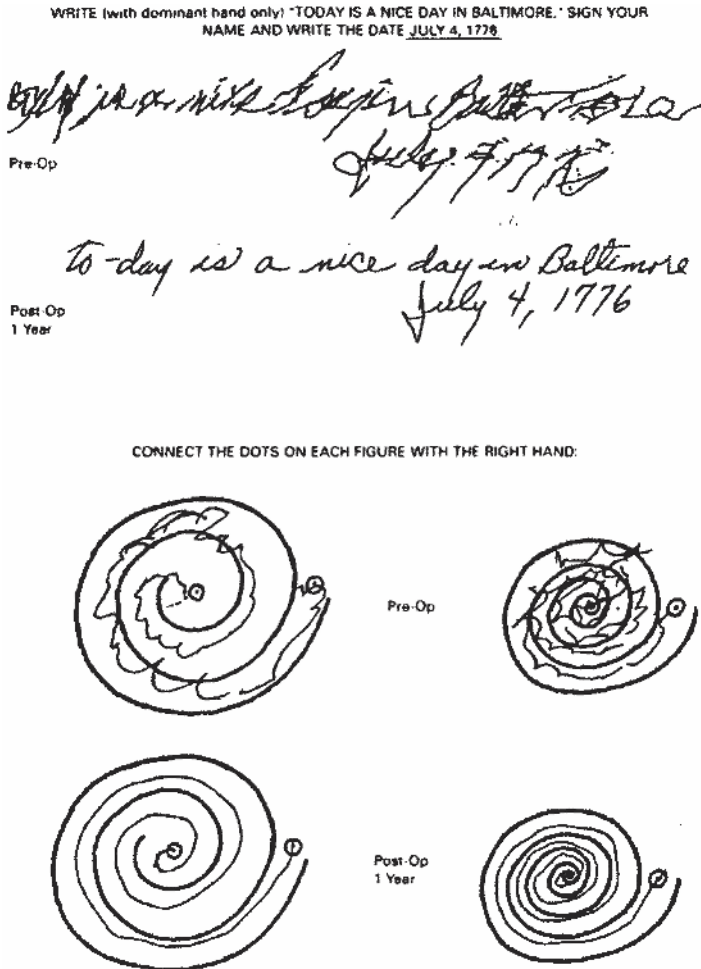 WRITE (with dominant hand only) "TODAY IS A NICE DAY IN BALTIMORE." SIGN YOUR
NAME AND WRITE THE DATE JULY 4, 1776
Pre-Op
July
to-day is a nice day in Baltimore
July 4, 1776
Post-Op
1 Year
CONNECT THE DOTS ON EACH FIGURE WITH THE RIGHT HAND:
Pre-Op
Post-Op
1 Year